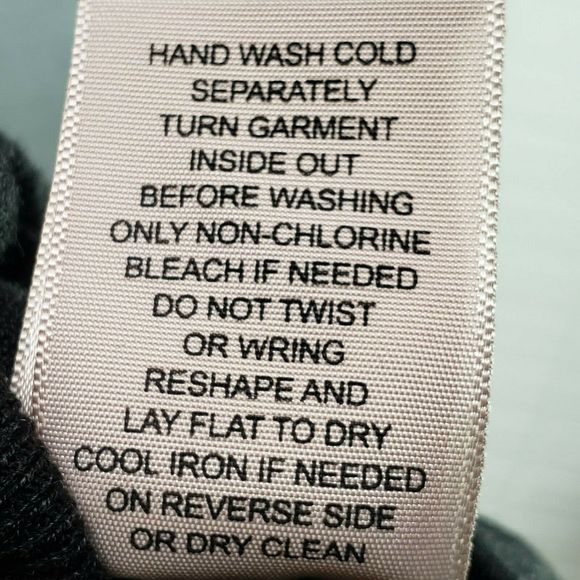 HAND WASH COLD
SEPARATELY
TURN GARMENT
INSIDE OUT
BEFORE WASHING
ONLY NON-CHLORINE
BLEACH IF NEEDED
DO NOT TWIST
OR WRING
RESHAPE AND
LAY FLAT TO DRY
COOL IRON IF NEEDED
ON REVERSE SIDE
OR DRY CLEAN